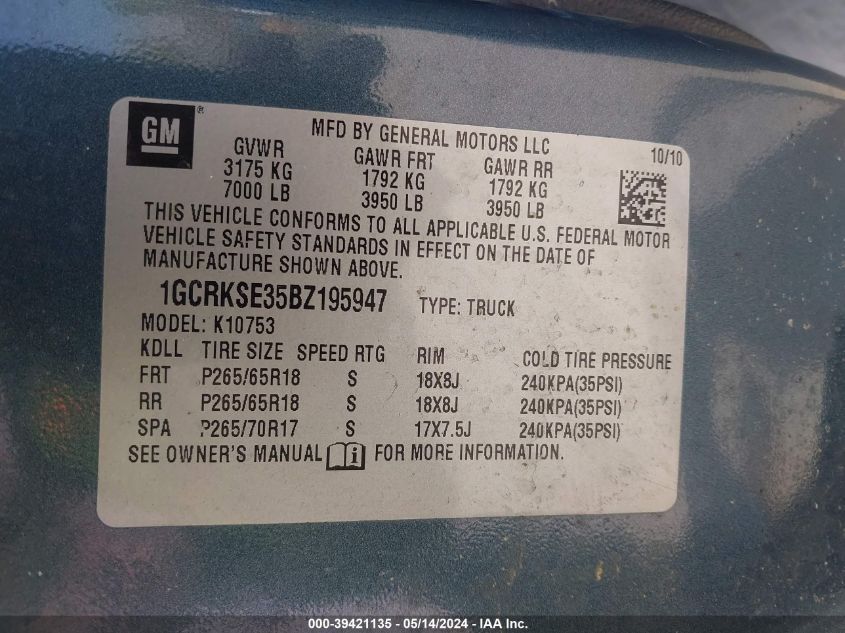 GM ®
MFD BY GENERAL MOTORS LLC
10/10
GVWR GAWR FRT GAWR RR
3175 KG 1792 KG 1792 KG
7000 LB 3950 LB 3950 LB
THIS VEHICLE CONFORMS TO ALL APPLICABLE U.S. FEDERAL MOTOR
VEHICLE SAFETY STANDARDS IN EFFECT ON THE DATE OF
MANUFACTURE SHOWN ABOVE.
1GCRKSE35BZ195947 TYPE: TRUCK
MODEL: K10753
KDLL TIRE SIZE SPEED RTG RIM COLD TIRE PRESSURE
FRT P265/65R18 S 18X8J 240KPA(35PSI)
RR P265/65R18 S 18X8J 240KPA(35PSI)
SPA P265/70R17 S 17X7.5J 240KPA(35PSI)
SEE OWNER'S MANUAL i FOR MORE INFORMATION.
000-39421135 - 05/14/2024 - IAA Inc.